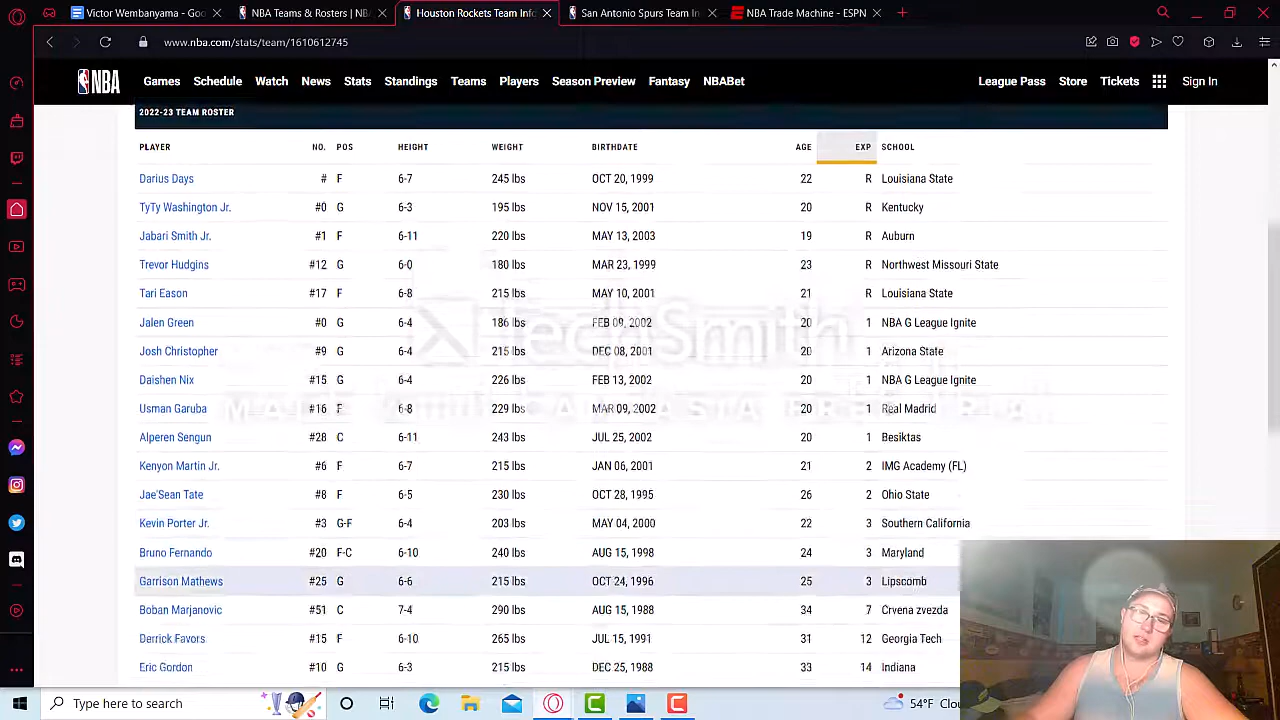 Victor Wembanyama - Goo
NBA Teams & Roster | NBA.
Houston Rockets Team Info
San Antonio Spurs Team In
NBA Trade Machine - ESPN
www.nba.com/stats/team/1610612745
NBA Games Schedule Watch News Stats Standings Teams Players Season Preview Fantasy NBABet League Pass Store Tickets Sign In
2022-23 TEAM ROSTER
PLAYER NO. POS HEIGHT WEIGHT BIRTHDATE AGE EXP SCHOOL
Darius Days # F 6-7 245 lbs OCT 20, 1999 22 R Louisiana State
TyTy Washington Jr. #0 G 6-3 195 lbs NOV 15, 2001 20 R Kentucky
Jabari Smith Jr. #1 F 6-11 220 lbs MAY 13, 2003 19 R Auburn
Trevor Hudgins #12 G 6-0 180 lbs MAR 23, 1999 23 R Northwest Missouri State
Tari Eason #17 F 6-8 215 lbs MAY 10, 2001 21 R Louisiana State
Jalen Green #0 G 6-4 186 lbs FEB 09, 2002 20 1 NBA G League Ignite
Josh Christopher #9 G 6-4 215 lbs DEC 08, 2001 20 1 Arizona State
Daishen Nix #15 G 6-4 226 lbs FEB 13, 2002 20 1 NBA G League Ignite
Usman Garuba #16 F 6-8 229 lbs MAR 09, 2002 20 1 Real Madrid
Alperen Sengun #28 C 6-11 243 lbs JUL 25, 2002 20 1 Besiktas
Kenyon Martin Jr. #6 F 6-7 215 lbs JAN 06, 2001 21 2 IMG Academy (FL)
Jae'Sean Tate #8 F 6-5 230 lbs OCT 28, 1995 26 2 Ohio State
Kevin Porter Jr. #3 G-F 6-4 203 lbs MAY 04, 2000 22 3 Southern California
Bruno Fernando #20 F-C 6-10 240 lbs AUG 15, 1998 24 3 Maryland
Garrison Mathews #25 G 6-6 215 lbs OCT 24, 1996 25 3 Lipscomb
Boban Marjanovic #51 C 7-4 290 lbs AUG 15, 1988 34 7 Crvena zvezda
Derrick Favors #15 F 6-10 265 lbs JUL 15, 1991 31 12 Georgia Tech
Eric Gordon #10 G 6-3 215 lbs DEC 25, 1988 33 14 Indiana
TechSmith
Type here to search
54°F Clou